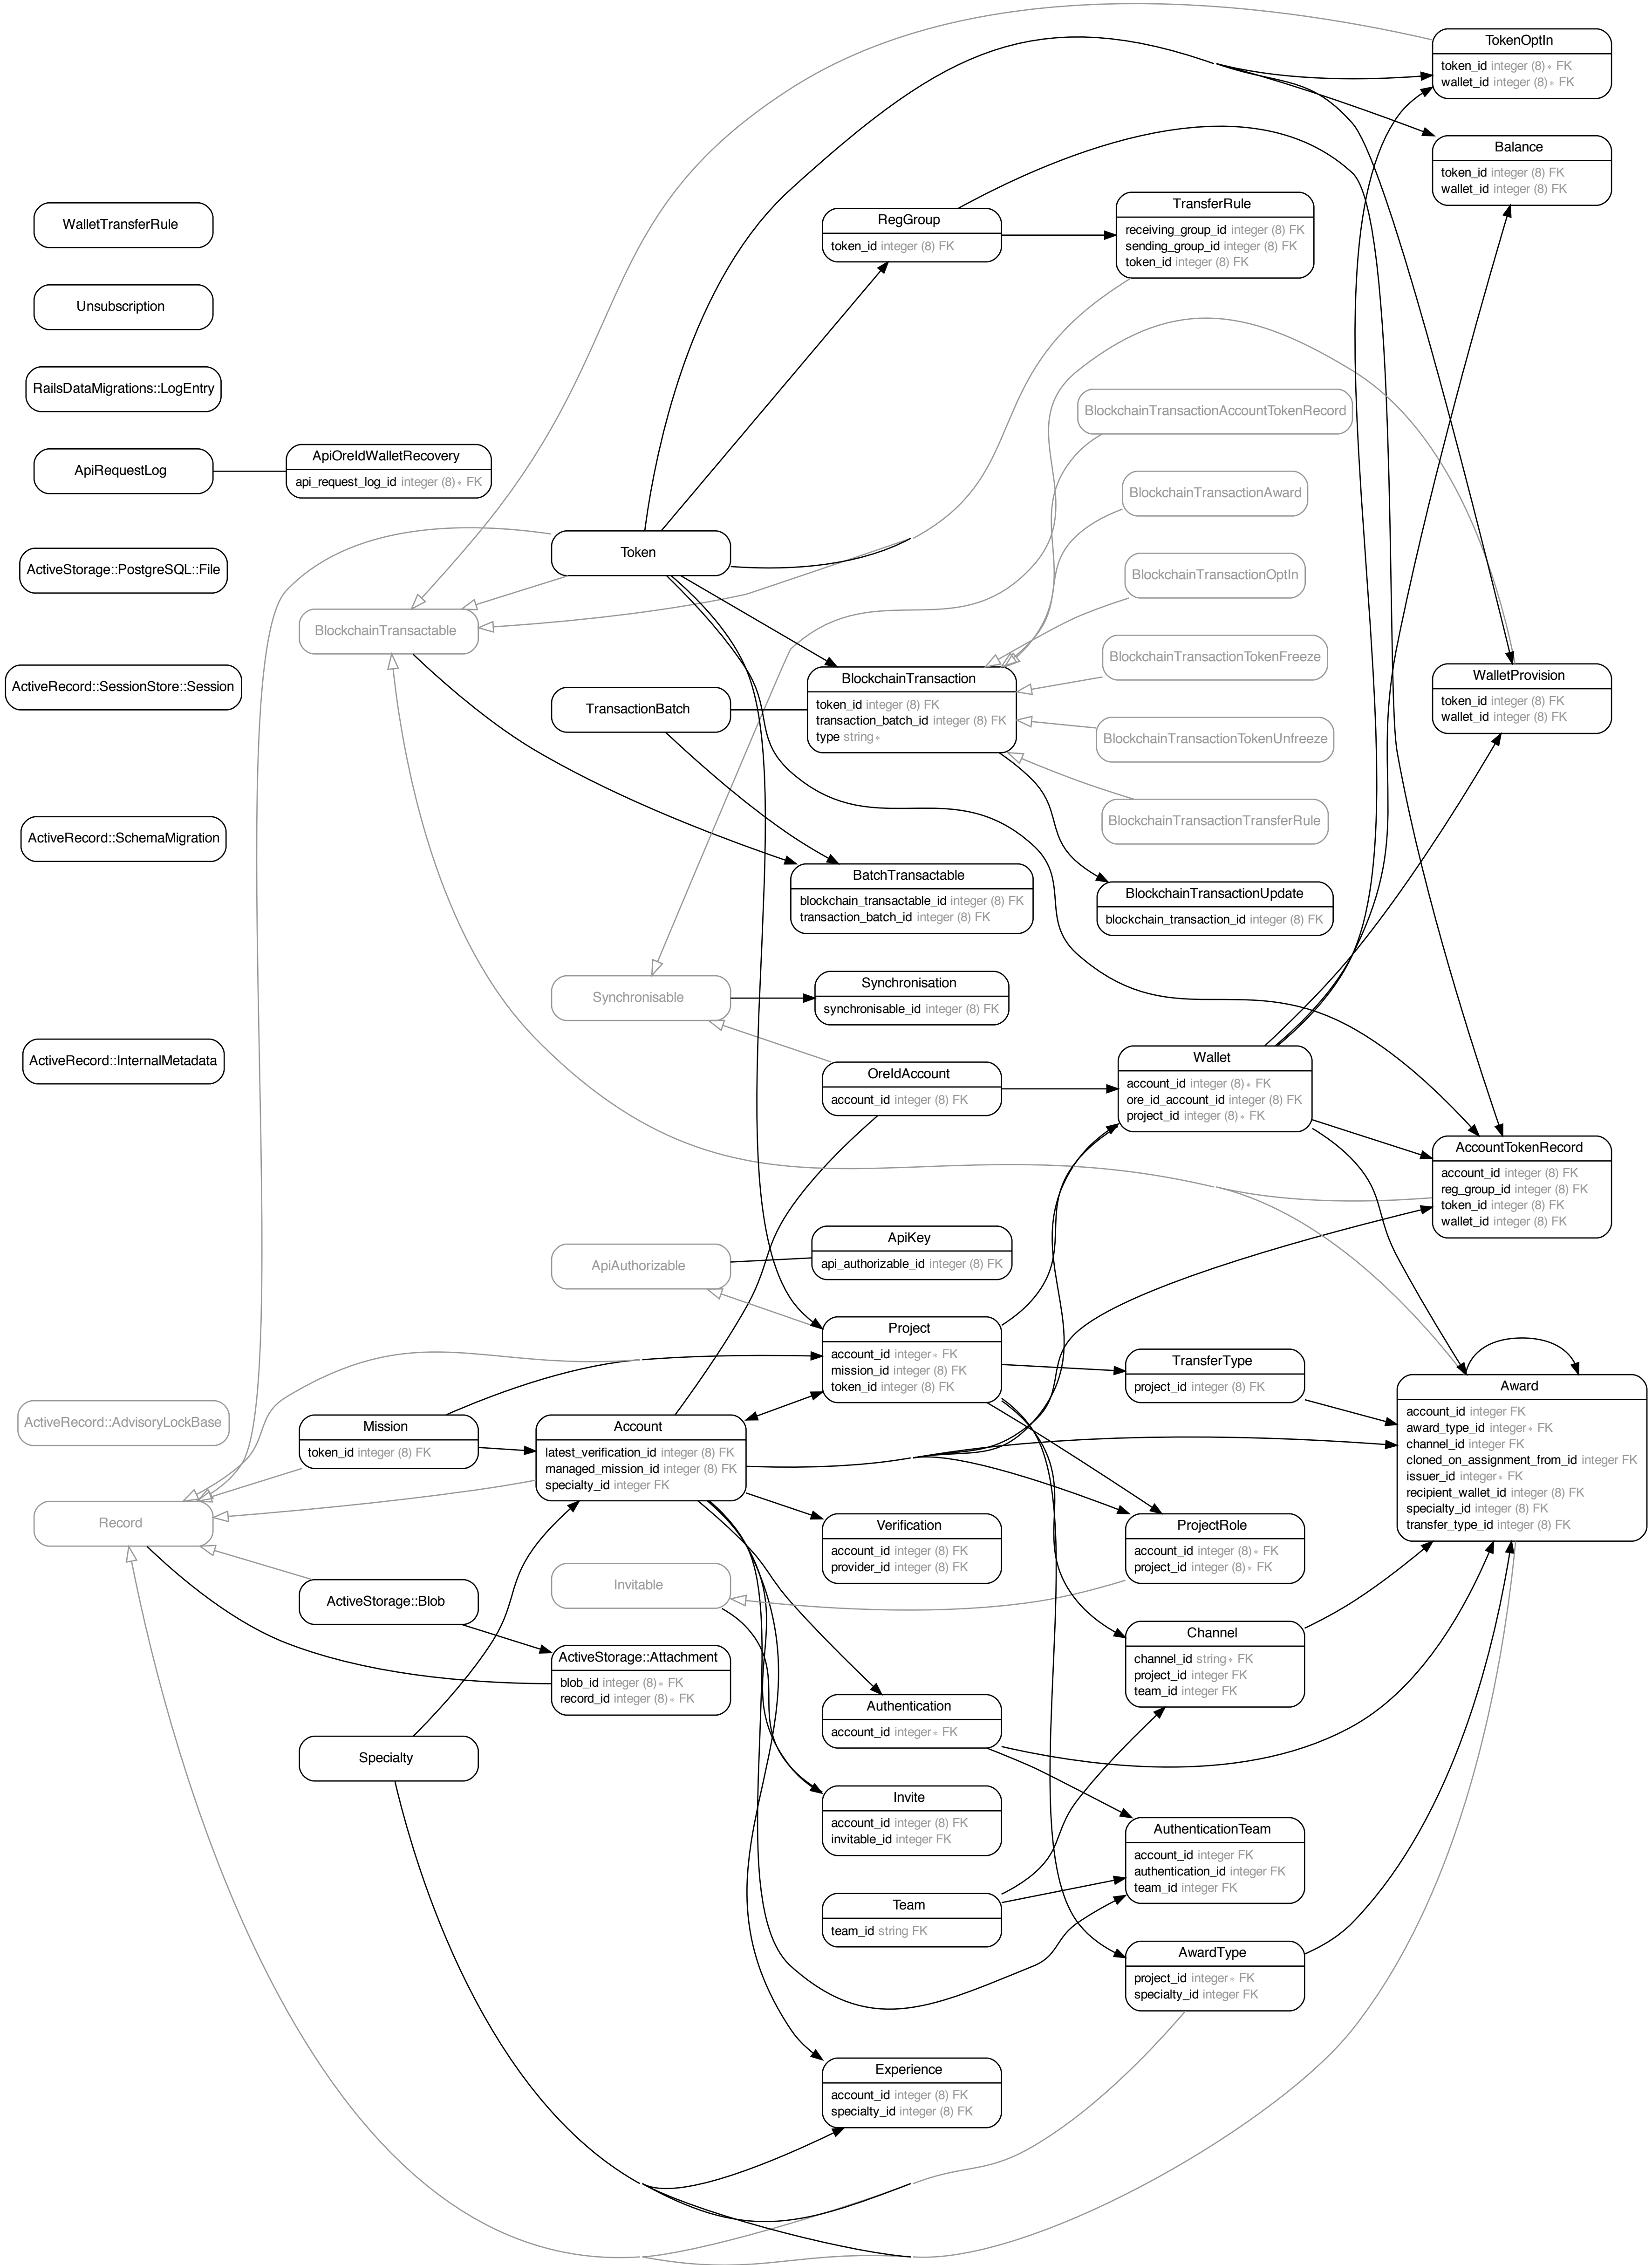 TokenOptIn
token_id integer (8) ∗ FK
wallet_id integer (8) ∗ FK
Balance
token_id integer (8) FK
wallet_id integer (8) FK
WalletTransferRule
RegGroup
token_id integer (8) FK
TransferRule
receiving_group_id integer (8) FK
sending_group_id integer (8) FK
token_id integer (8) FK
Unsubscription
RailsDataMigrations::LogEntry
BlockchainTransactionAccountTokenRecord
ApiRequestLog
ApiOreIdWalletRecovery
api_request_log_id integer (8) ∗ FK
BlockchainTransactionAward
Token
ActiveStorage::PostgreSQL::File
BlockchainTransactionOptIn
BlockchainTransactable
BlockchainTransactionTokenFreeze
ActiveRecord::SessionStore::Session
TransactionBatch
BlockchainTransaction
token_id integer (8) FK
transaction_batch_id integer (8) FK
type string ∗
WalletProvision
token_id integer (8) FK
wallet_id integer (8) FK
BlockchainTransactionTokenUnfreeze
BlockchainTransactionTransferRule
ActiveRecord::SchemaMigration
BatchTransactable
blockchain_transactable_id integer (8) FK
transaction_batch_id integer (8) FK
BlockchainTransactionUpdate
blockchain_transaction_id integer (8) FK
Synchronisable
Synchronisation
synchronisable_id integer (8) FK
ActiveRecord::InternalMetadata
OreIdAccount
account_id integer (8) FK
Wallet
account_id integer (8) ∗ FK
ore_id_account_id integer (8) FK
project_id integer (8) ∗ FK
AccountTokenRecord
account_id integer (8) FK
reg_group_id integer (8) FK
token_id integer (8) FK
wallet_id integer (8) FK
ApiAuthorizable
ApiKey
api_authorizable_id integer (8) FK
Project
account_id integer ∗ FK
mission_id integer (8) FK
token_id integer (8) FK
TransferType
project_id integer (8) FK
ActiveRecord::AdvisoryLockBase
Mission
token_id integer (8) FK
Account
latest_verification_id integer (8) FK
managed_mission_id integer (8) FK
specialty_id integer FK
Award
account_id integer FK
award_type_id integer ∗ FK
channel_id integer FK
cloned_on_assignment_from_id integer FK
issuer_id integer ∗ FK
recipient_wallet_id integer (8) FK
specialty_id integer (8) FK
transfer_type_id integer (8) FK
Record
Verification
account_id integer (8) FK
provider_id integer (8) FK
ProjectRole
account_id integer (8) ∗ FK
project_id integer (8) ∗ FK
Invitable
ActiveStorage::Blob
ActiveStorage::Attachment
blob_id integer (8) ∗ FK
record_id integer (8) ∗ FK
Channel
channel_id string ∗ FK
project_id integer FK
team_id integer FK
Authentication
account_id integer ∗ FK
Specialty
Invite
account_id integer (8) FK
invitable_id integer FK
AuthenticationTeam
account_id integer FK
authentication_id integer FK
team_id integer FK
Team
team_id string FK
AwardType
project_id integer ∗ FK
specialty_id integer FK
Experience
account_id integer (8) FK
specialty_id integer (8) FK